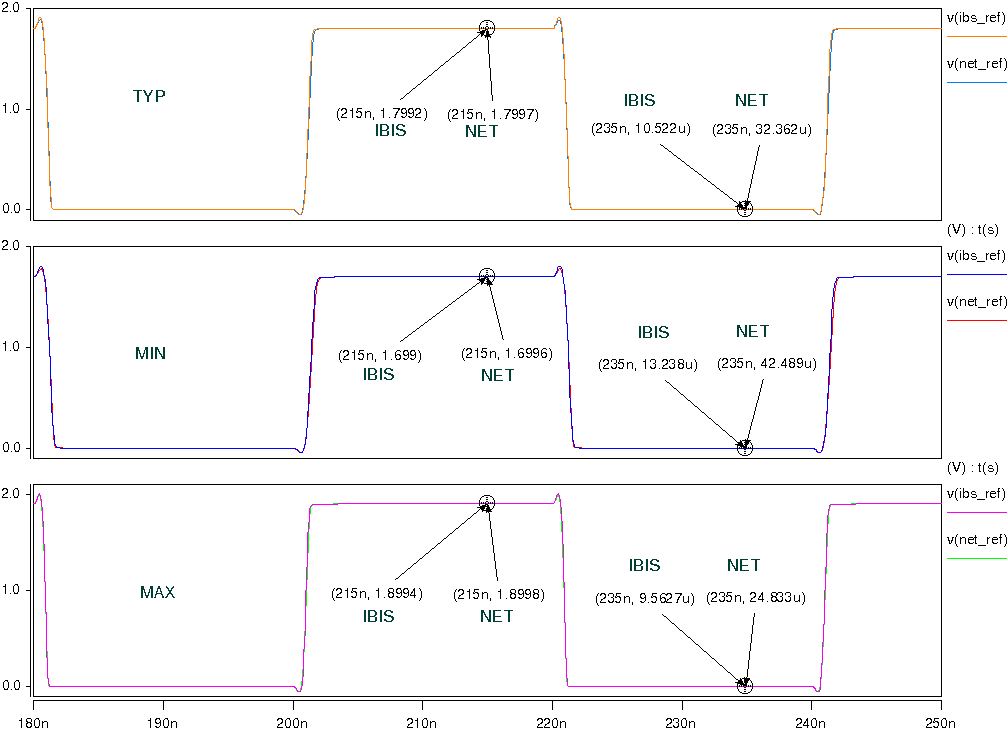 2.0
v(ibs_ref)
v(net_ref)
TYP
IBIS NET
1.0
(215n, 1.7992) (215n, 1.7997)
IBIS NET
(235n, 10.522u) (235n, 32.362u)
0.0
(V) : t(s)
2.0
v(ibs_ref)
v(net_ref)
IBIS NET
1.0
MIN
(215n, 1.699) (215n, 1.6996)
(235n, 13.238u) (235n, 42.489u)
IBIS NET
0.0
(V) : t(s)
2.0
v(ibs_ref)
v(net_ref)
IBIS NET
1.0
MAX
(215n, 1.8994) (215n, 1.8998)
(235n, 9.5627u) (235n, 24.833u)
IBIS NET
0.0
180n 190n 200n 210n 220n 230n 240n 250n